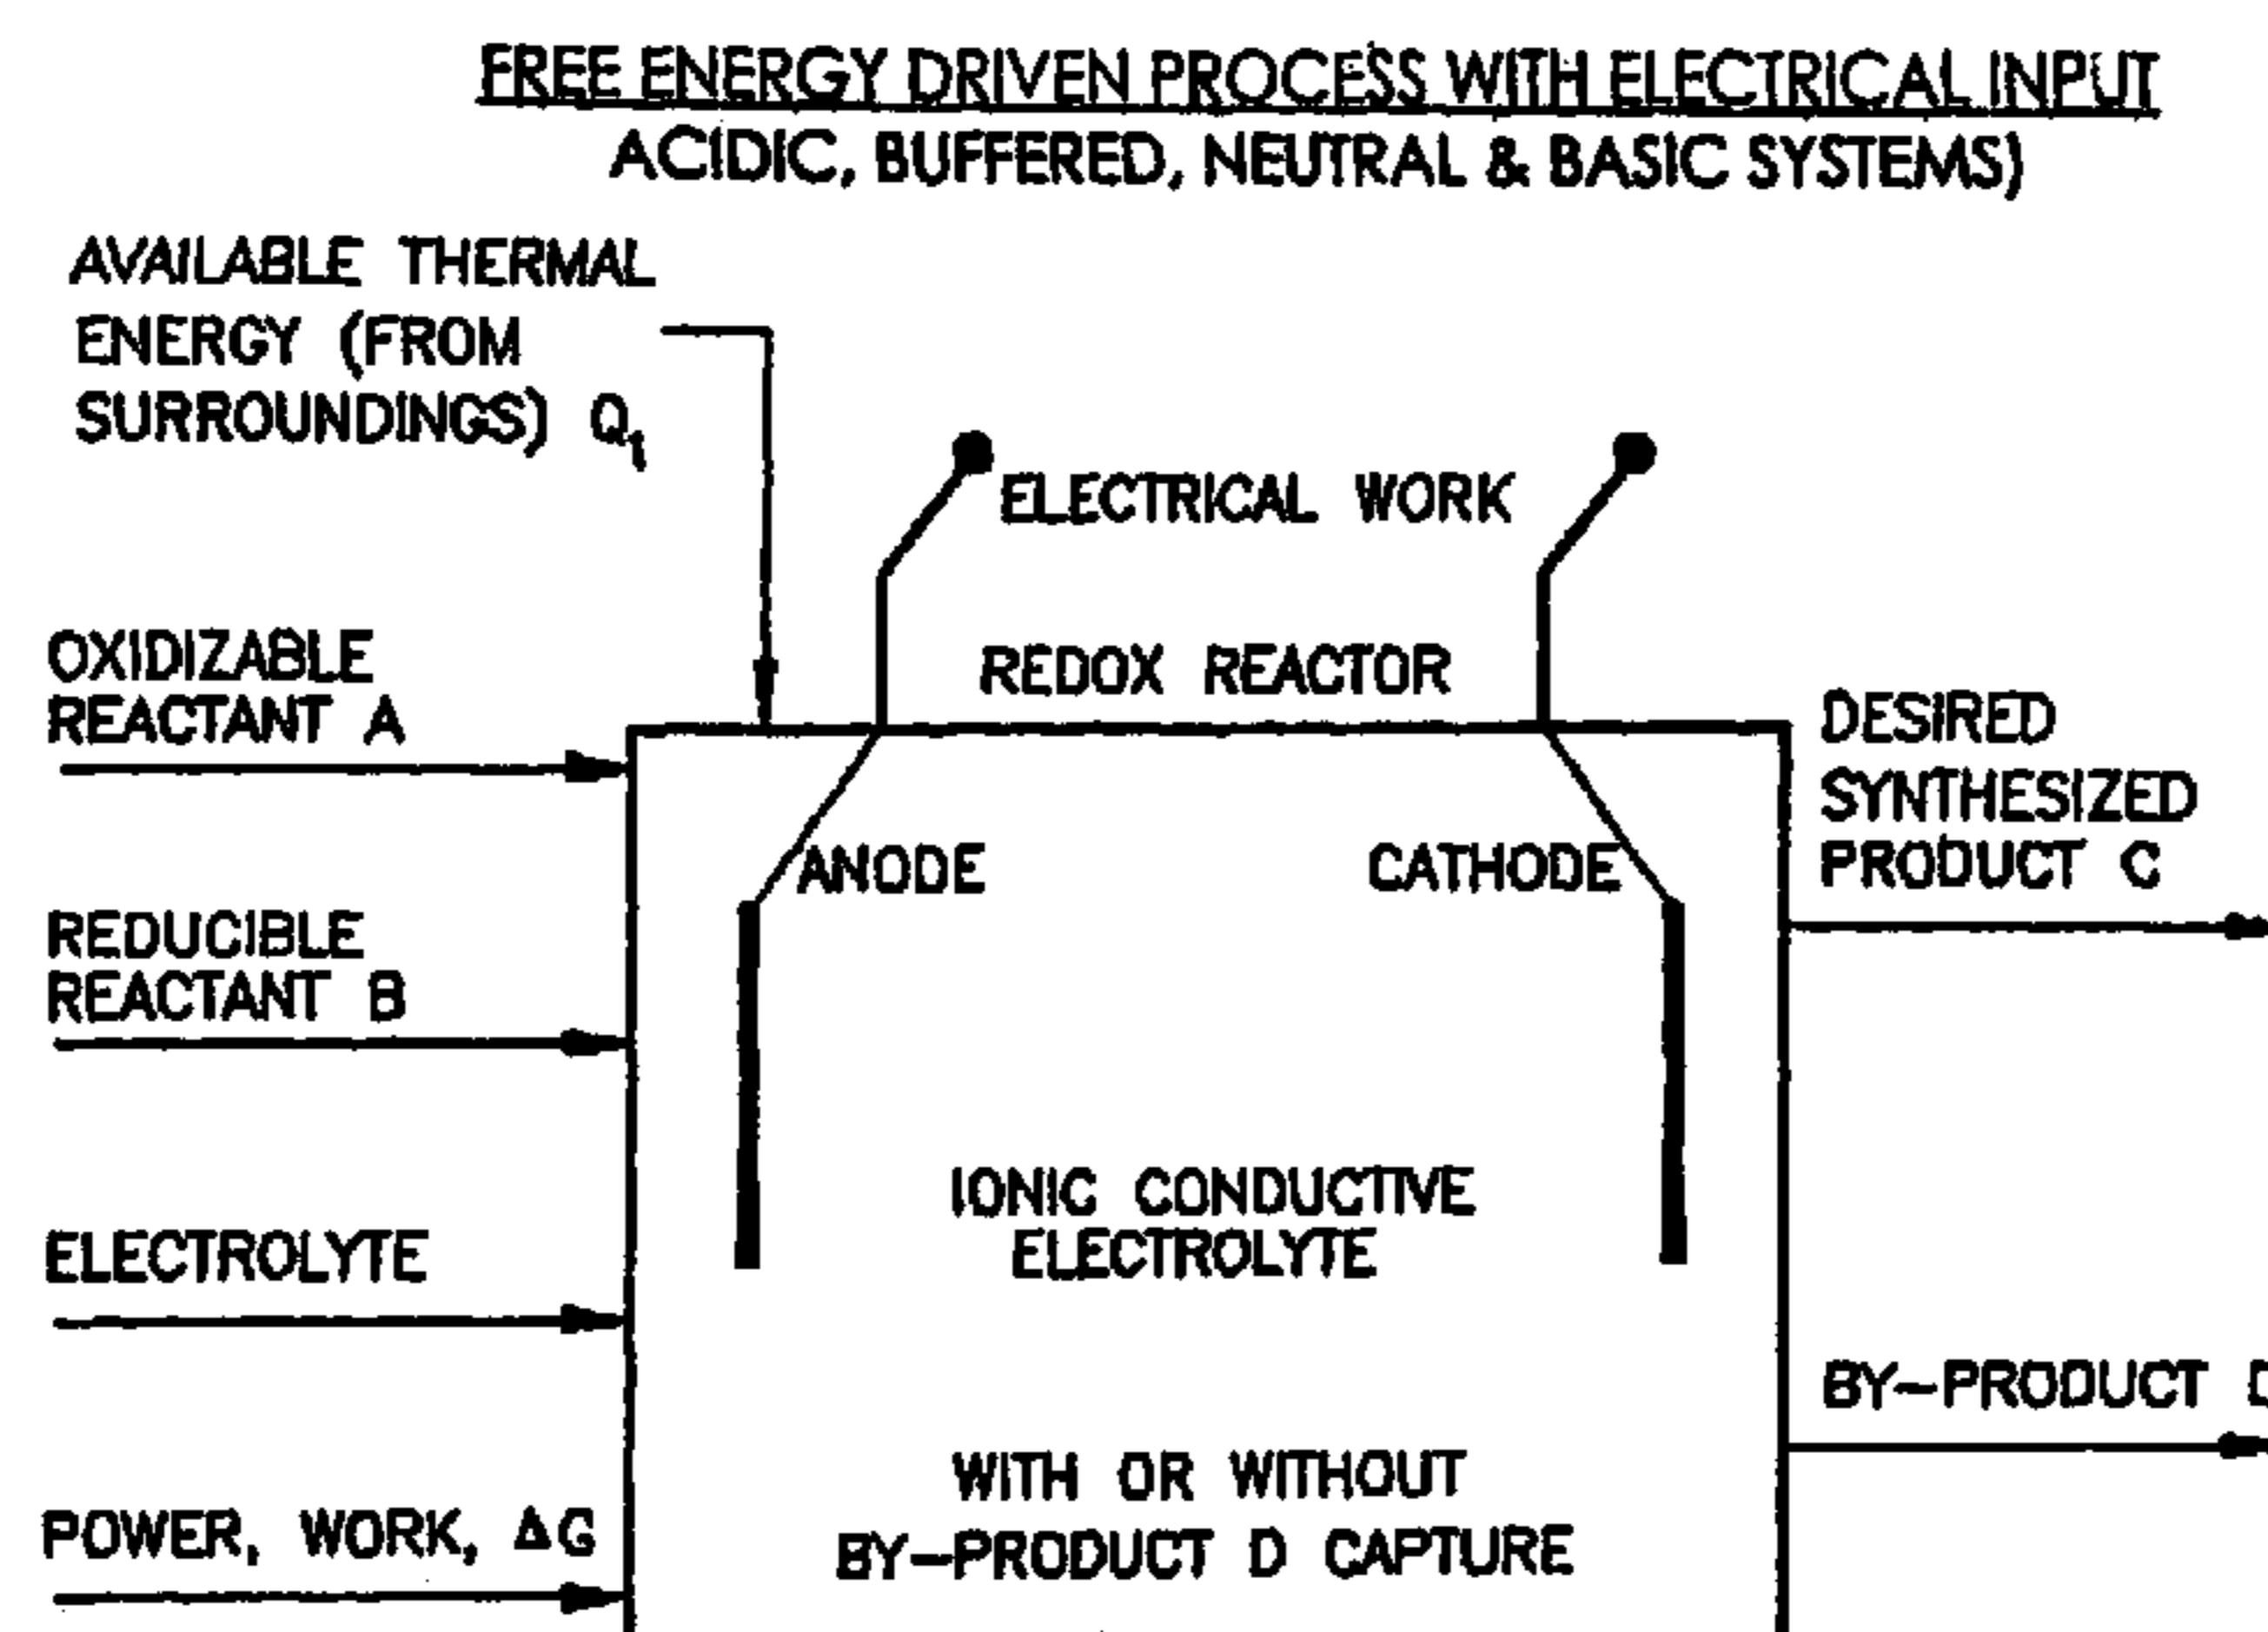 FREE ENERGY DRIVEN PROCESS WITH ELECTRICAL INPUT
ACIDIC, BUFFERED, NEUTRAL & BASIC SYSTEMS)
AVAILABLE THERMAL
ENERGY (FROM
SURROUNDINGS) Q1
ELECTRICAL WORK
OXIDIZABLE
REACTANT A
REDOX REACTOR
DESIRED
SYNTHESIZED
PRODUCT C
ANODE
CATHODE
REDUCIBLE
REACTANT B
IONIC CONDUCTIVE
ELECTROLYTE
ELECTROLYTE
BY-PRODUCT D
WITH OR WITHOUT
BY-PRODUCT D CAPTURE
POWER, WORK, ΔG